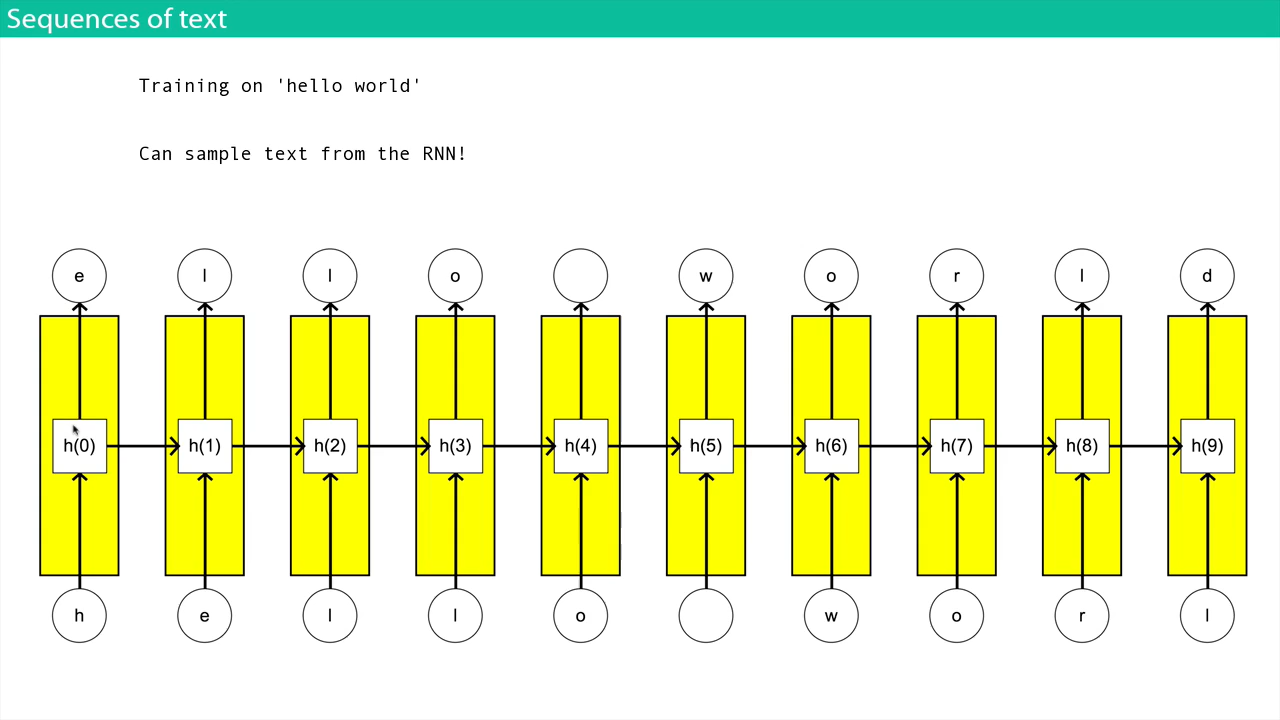 Sequences of text
Training on 'hello world'
Can sample text from the RNN!
e l l o w o r l d
h(0) h(1) h(2) h(3) h(4) h(5) h(6) h(7) h(8) h(9)
h e l l o w o r l